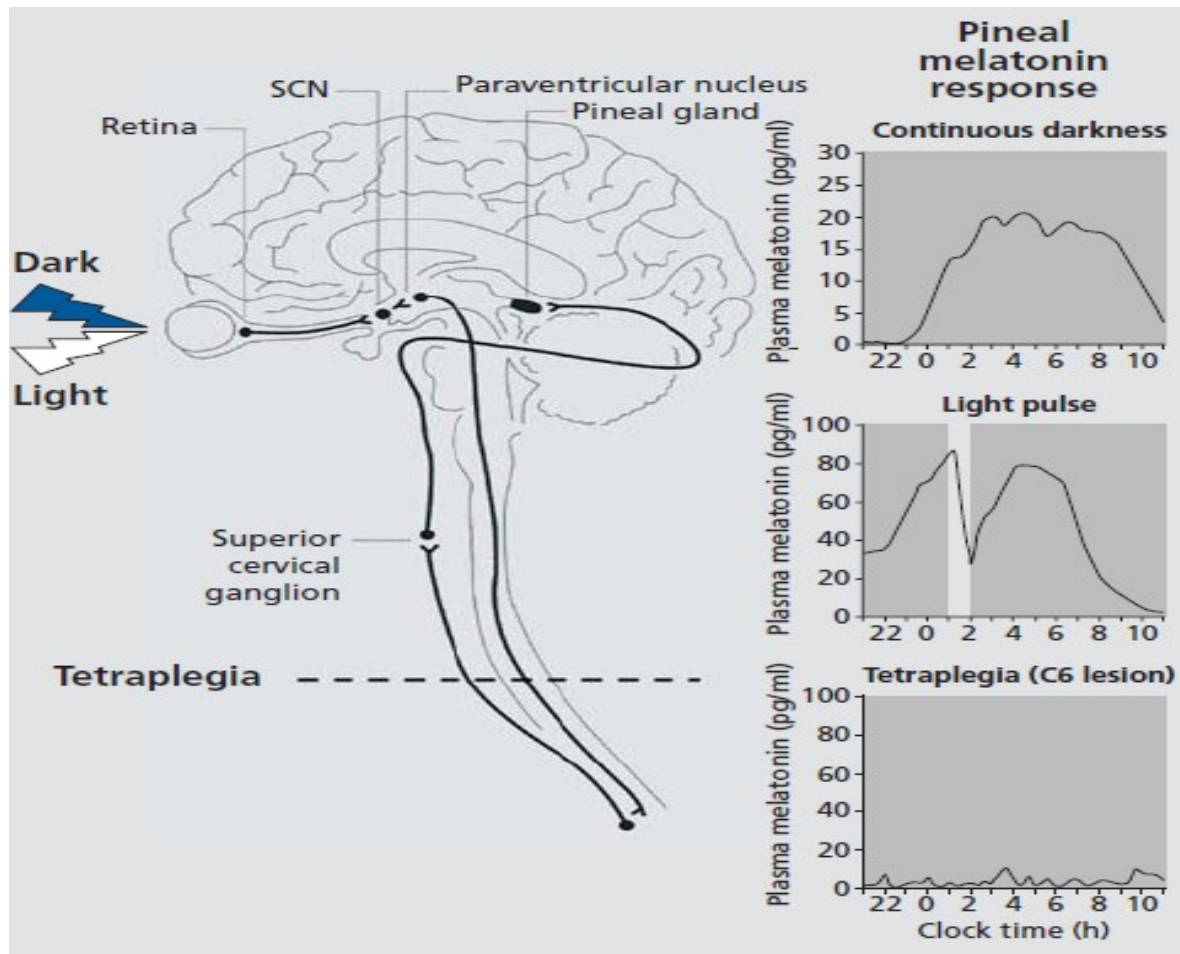 Pineal
melatonin
response
SCN
Paraventricular nucleus
Pineal gland
Retina
Dark
Light
Superior
cervical
ganglion
Tetraplegia
Continuous darkness
Plasma melatonin (pg/ml)
30
25
20
15
10
5
0
22 0 2 4 6 8 10
Light pulse
Plasma melatonin (pg/ml)
100
80
60
40
20
0
22 0 2 4 6 8 10
Tetraplegia (C6 lesion)
Plasma melatonin (pg/ml)
100
80
60
40
20
0
22 0 2 4 6 8 10
Clock time (h)